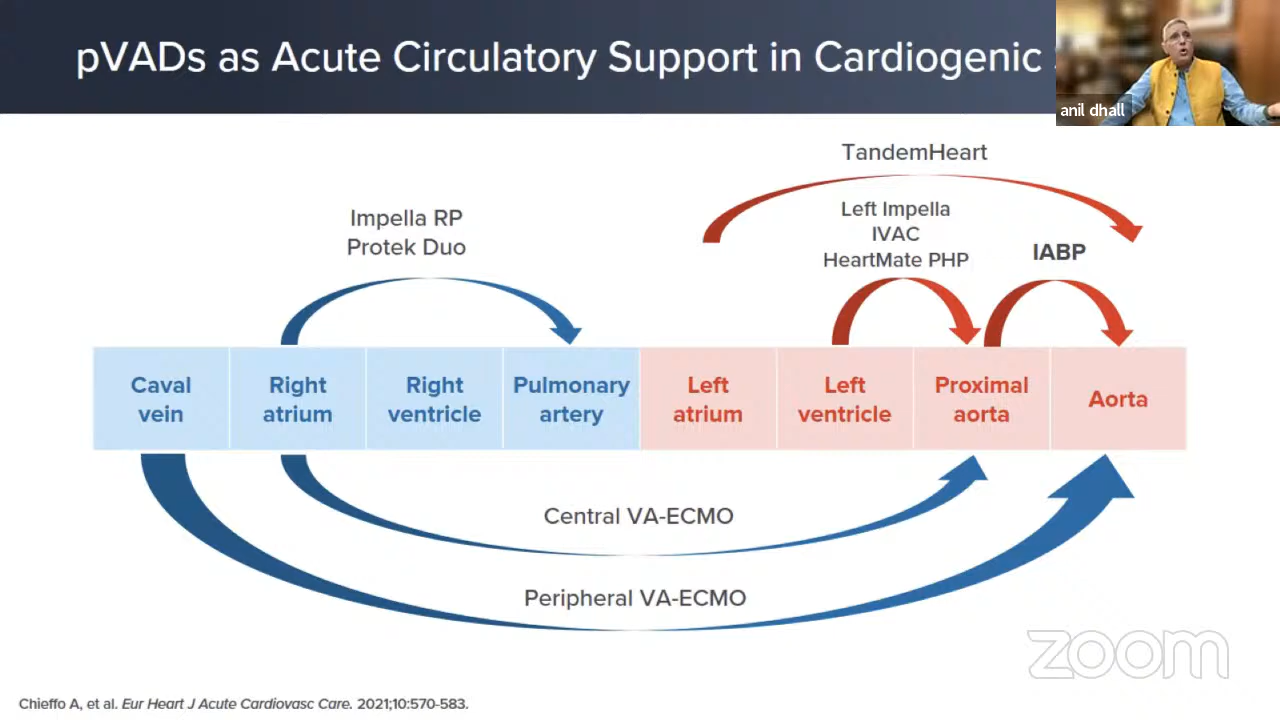 pVADs as Acute Circulatory Support in Cardiogenic
anil dhall
TandemHeart
Impella RP
Protek Duo
Left Impella
IVAC
HeartMate PHP
IABP
Caval
vein
Right
atrium
Right
ventricle
Pulmonary
artery
Left
atrium
Left
ventricle
Proximal
aorta
Aorta
Central VA-ECMO
Peripheral VA-ECMO
zoom
Chieffo A, et al. Eur Heart J Acute Cardiovasc Care. 2021;10:570-583.